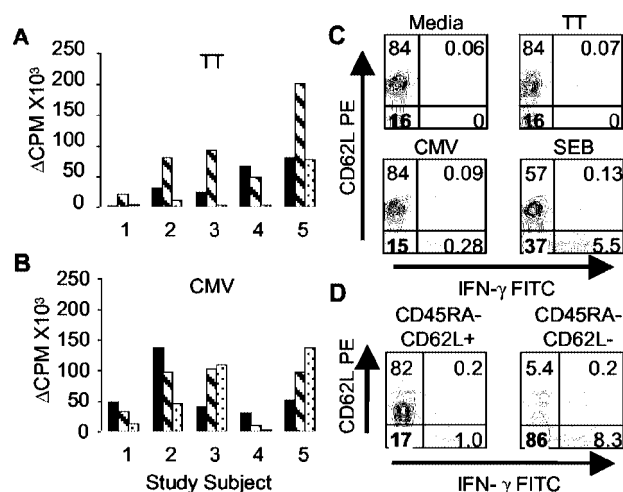 A
TT
ΔCPM X10³
250
200
150
100
50
0
1 2 3 4 5
B
CMV
ΔCPM X10³
250
200
150
100
50
0
1 2 3 4 5
Study Subject
C
Media TT
84 0.06 84 0.07
16 0 16 0
CMV SEB
84 0.09 57 0.13
15 0.28 37 5.5
CD62L PE
IFN-γ FITC
D
CD45RA- CD45RA-
CD62L+ CD62L-
82 0.2 5.4 0.2
17 1.0 86 8.3
CD62L PE
IFN- γ FITC